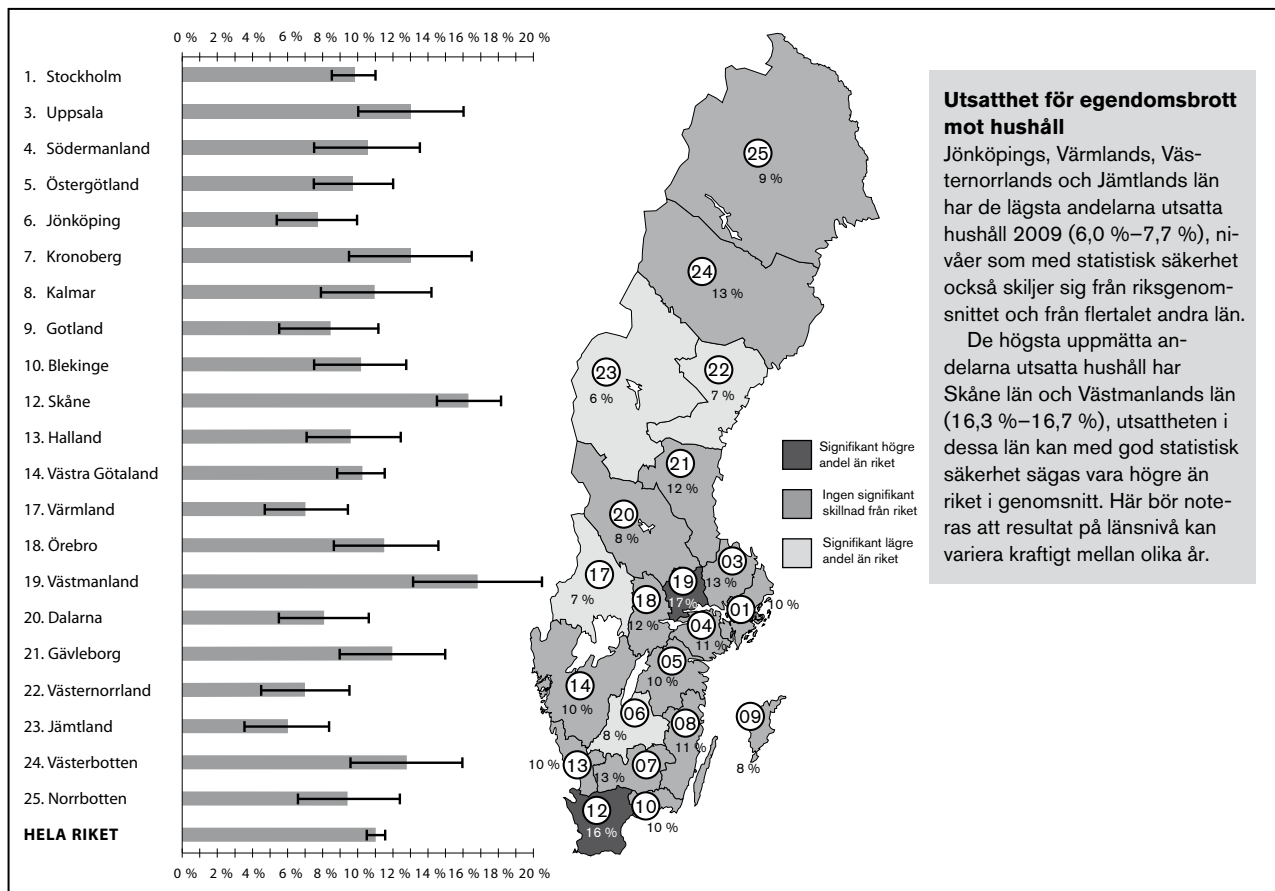 0 % 2 % 4 % 6 % 8 % 10 % 12 % 14 % 16 % 18 % 20 %
1. Stockholm
3. Uppsala
4. Södermanland
5. Östergötland
6. Jönköping
7. Kronoberg
8. Kalmar
9. Gotland
10. Blekinge
12. Skåne
13. Halland
14. Västra Götaland
17. Värmland
18. Örebro
19. Västmanland
20. Dalarna
21. Gävleborg
22. Västernorrland
23. Jämtland
24. Västerbotten
25. Norrbotten
HELA RIKET
0 % 2 % 4 % 6 % 8 % 10 % 12 % 14 % 16 % 18 % 20 %
25
9 %
24
13 %
23
6 %
22
7 %
21
12 %
20
8 %
03
13 %
19
17 %
17
7 %
18
12 %
01
10 %
04
11 %
05
10 %
14
10 %
06
8 %
08
11 %
09
8 %
13
10 %
07
13 %
12
16 %
10
10 %
Signifikant högre
andel än riket
Ingen signifikant
skillnad från riket
Signifikant lägre
andel än riket
Utsatthet för egendomsbrott
mot hushåll
Jönköpings, Värmlands, Väs-
ternorrlands och Jämtlands län
har de lägsta andelarna utsatta
hushåll 2009 (6,0 %–7,7 %), ni-
våer som med statistisk säkerhet
också skiljer sig från riksgenom-
snittet och från flertalet andra län.
De högsta uppmätta an-
delarna utsatta hushåll har
Skåne län och Västmanlands län
(16,3 %–16,7 %), utsattheten i
dessa län kan med god statistisk
säkerhet sägas vara högre än
riket i genomsnitt. Här bör note-
ras att resultat på länsnivå kan
variera kraftigt mellan olika år.